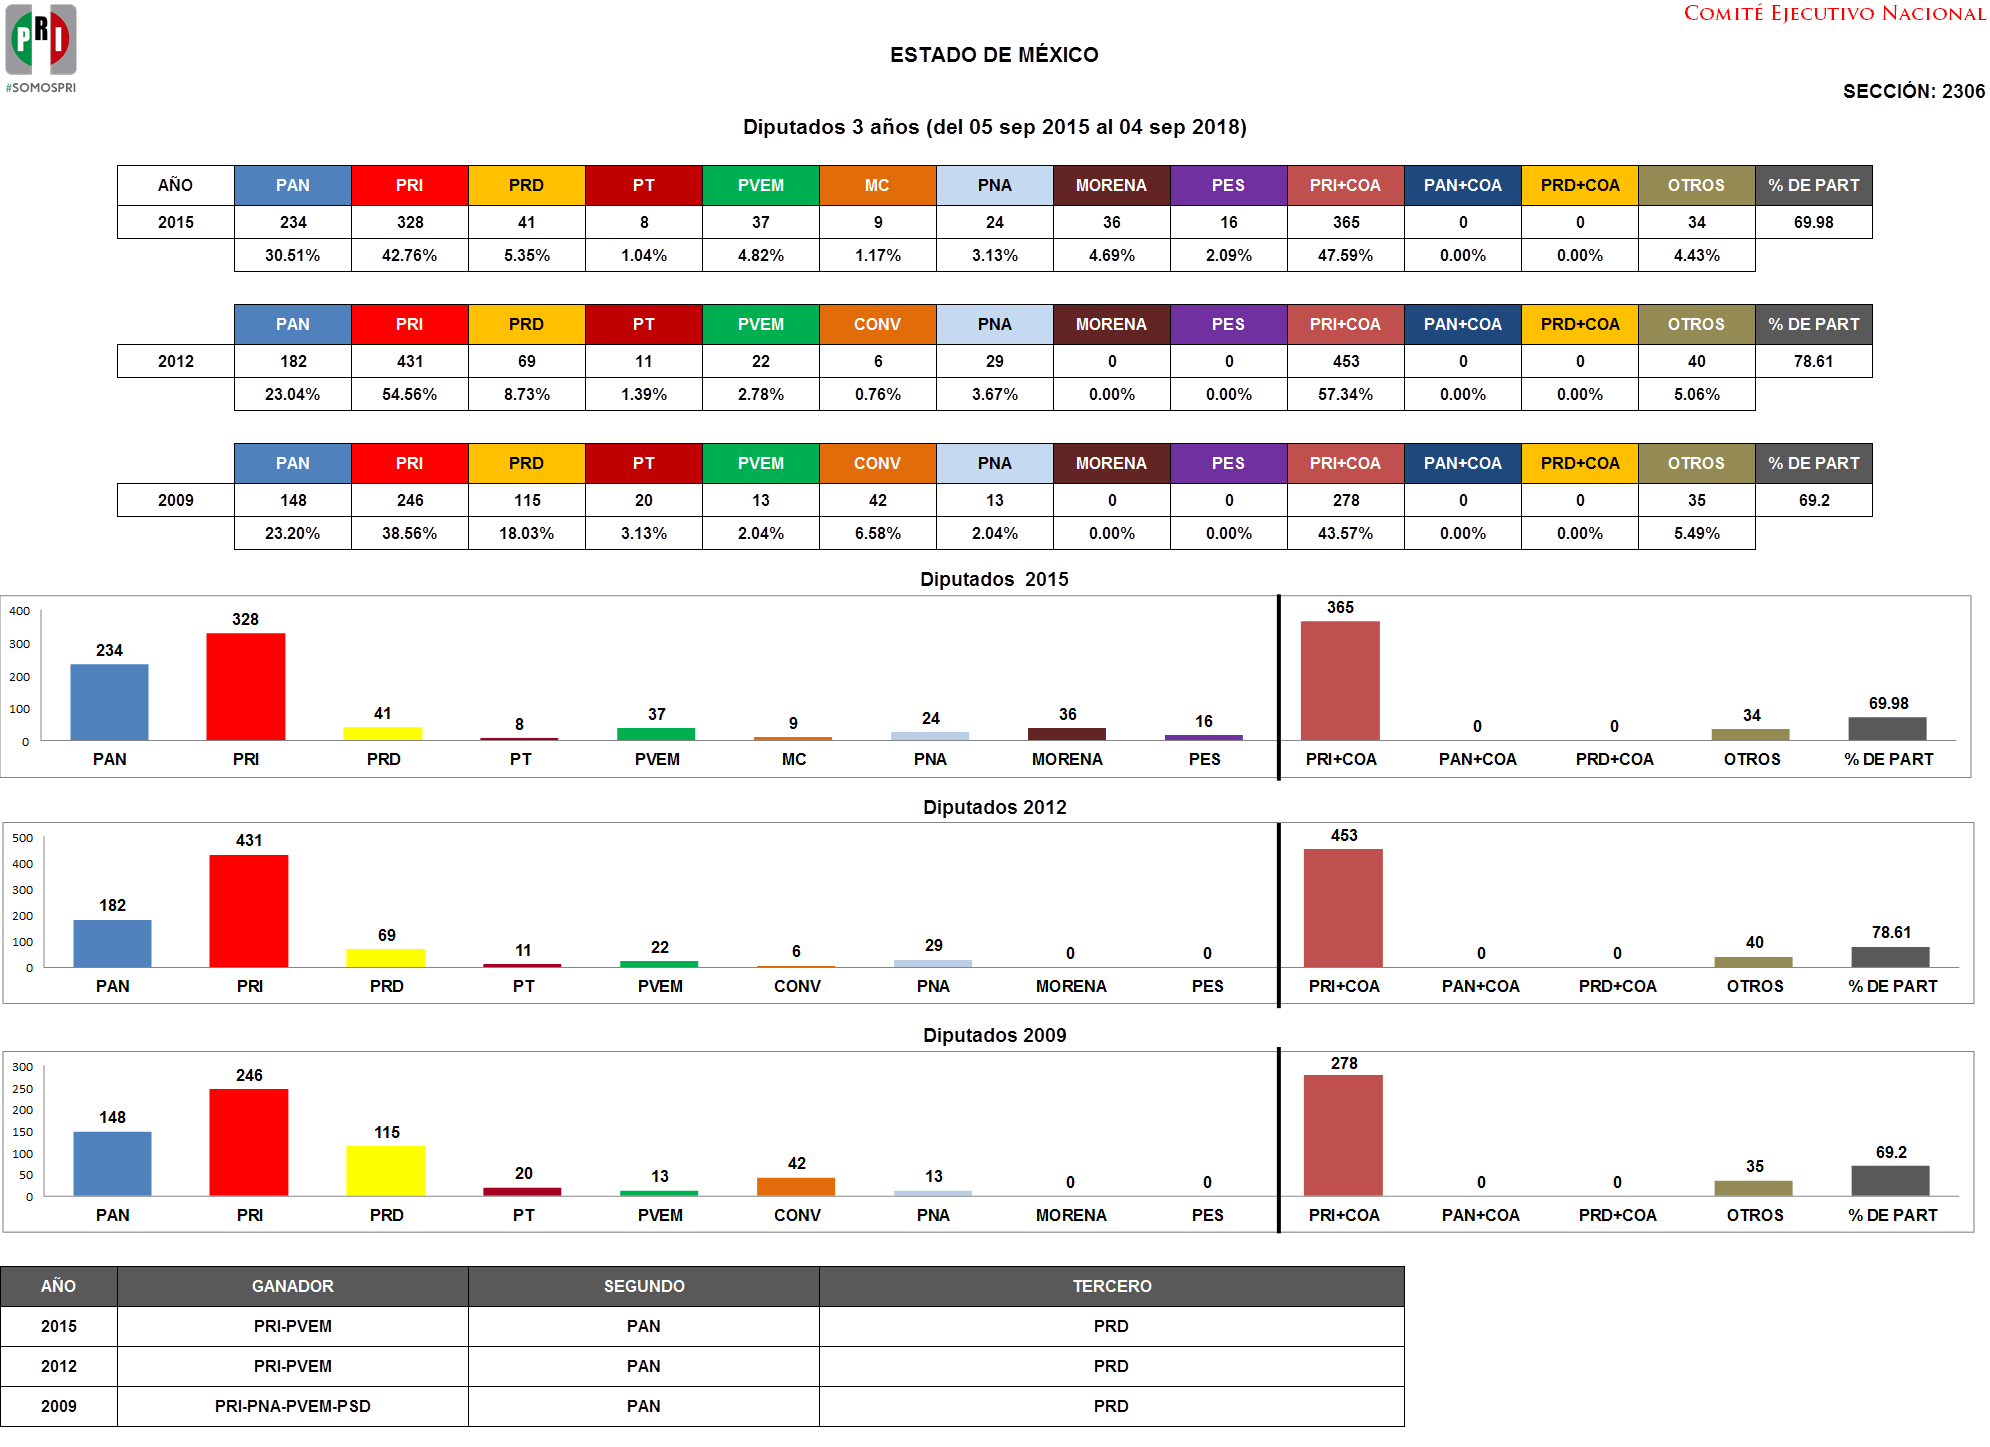 PRI
#SOMOSPRI
COMITÉ EJECUTIVO NACIONAL
ESTADO DE MÉXICO
SECCIÓN: 2306
Diputados 3 años (del 05 sep 2015 al 04 sep 2018)
AÑO PAN PRI PRD PT PVEM MC PNA MORENA PES PRI+COA PAN+COA PRD+COA OTROS % DE PART
2015 234 328 41 8 37 9 24 36 16 365 0 0 34 69.98
30.51% 42.76% 5.35% 1.04% 4.82% 1.17% 3.13% 4.69% 2.09% 47.59% 0.00% 0.00% 4.43%
PAN PRI PRD PT PVEM CONV PNA MORENA PES PRI+COA PAN+COA PRD+COA OTROS % DE PART
2012 182 431 69 11 22 6 29 0 0 453 0 0 40 78.61
23.04% 54.56% 8.73% 1.39% 2.78% 0.76% 3.67% 0.00% 0.00% 57.34% 0.00% 0.00% 5.06%
PAN PRI PRD PT PVEM CONV PNA MORENA PES PRI+COA PAN+COA PRD+COA OTROS % DE PART
2009 148 246 115 20 13 42 13 0 0 278 0 0 35 69.2
23.20% 38.56% 18.03% 3.13% 2.04% 6.58% 2.04% 0.00% 0.00% 43.57% 0.00% 0.00% 5.49%
Diputados 2015
400
300
200
100
0
234 328 41 8 37 9 24 36 16 365 0 0 34 69.98
PAN PRI PRD PT PVEM MC PNA MORENA PES PRI+COA PAN+COA PRD+COA OTROS % DE PART
Diputados 2012
500
400
300
200
100
0
182 431 69 11 22 6 29 0 0 453 0 0 40 78.61
PAN PRI PRD PT PVEM CONV PNA MORENA PES PRI+COA PAN+COA PRD+COA OTROS % DE PART
Diputados 2009
300
250
200
150
100
50
0
148 246 115 20 13 42 13 0 0 278 0 0 35 69.2
PAN PRI PRD PT PVEM CONV PNA MORENA PES PRI+COA PAN+COA PRD+COA OTROS % DE PART
AÑO GANADOR SEGUNDO TERCERO
2015 PRI-PVEM PAN PRD
2012 PRI-PVEM PAN PRD
2009 PRI-PNA-PVEM-PSD PAN PRD